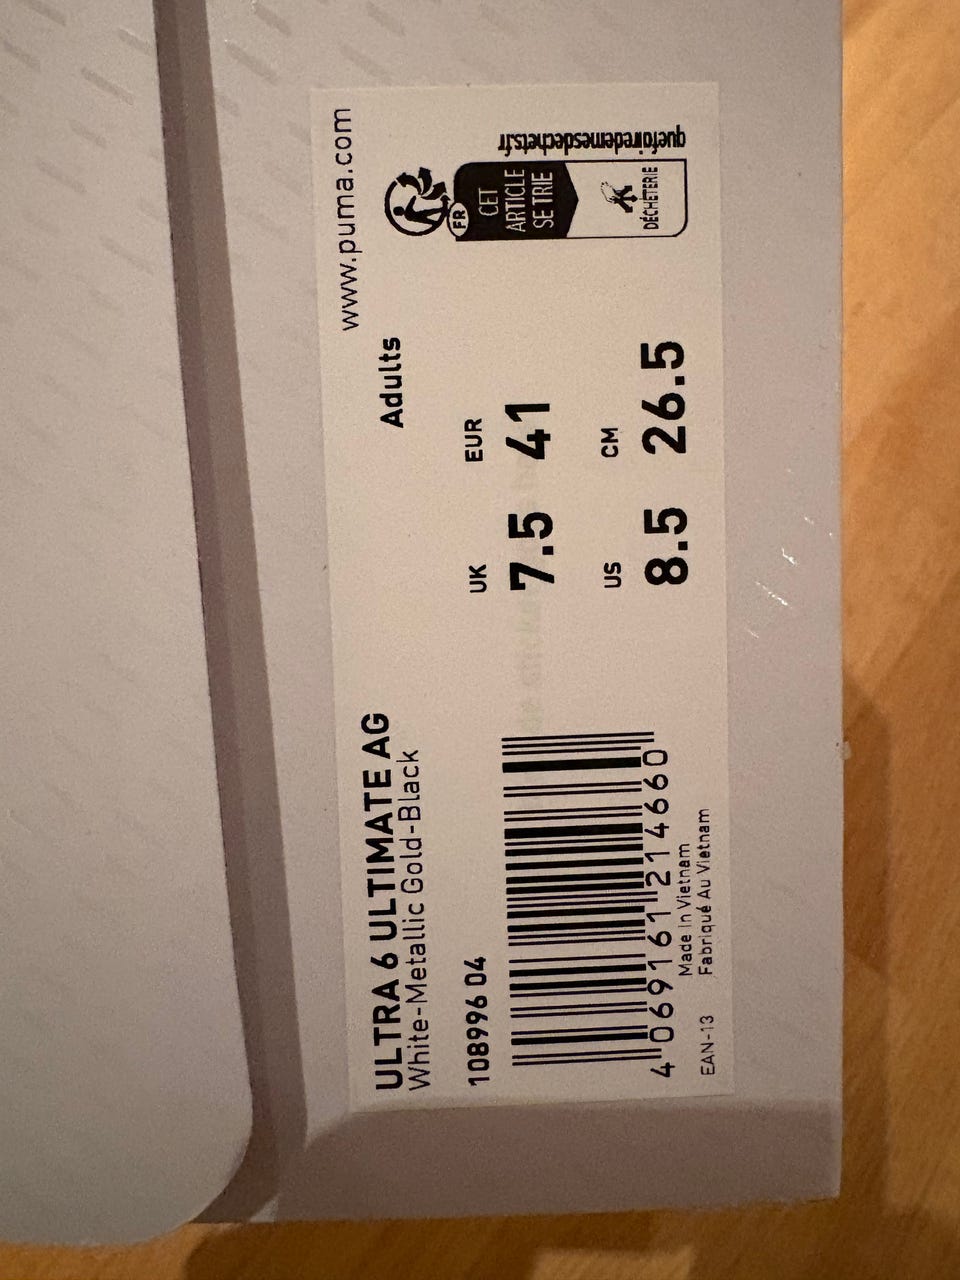 www.puma.com
ULTRA 6 ULTIMATE AG
Adults
White-Metallic Gold-Black
FR
CET
ARTICLE
SE TRIE
DÉCHÈTERIE
quefairedemesdechets.fr
108996 04
UK EUR
7.5 41
US CM
8.5 26.5
4 069161 214660
Made In Vietnam
EAN-13 Fabriqué Au Vietnam